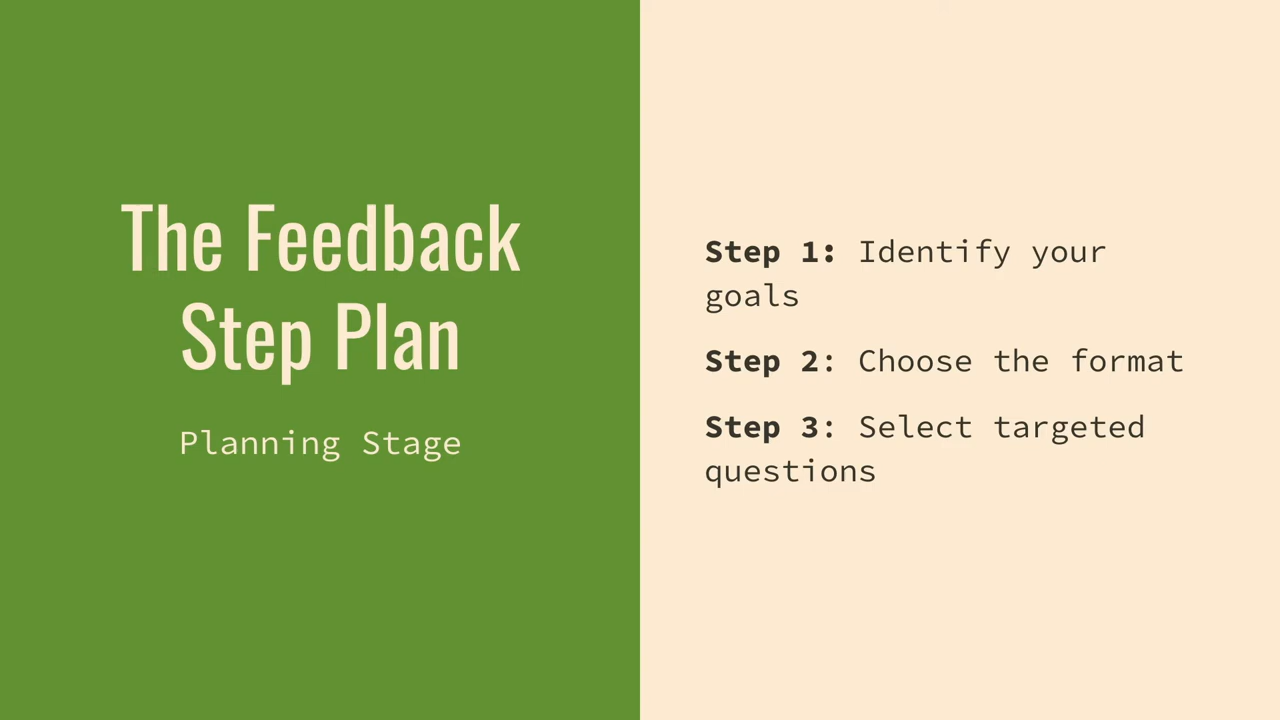 The Feedback
Step Plan
Planning Stage
Step 1: Identify your
goals
Step 2: Choose the format
Step 3: Select targeted
questions